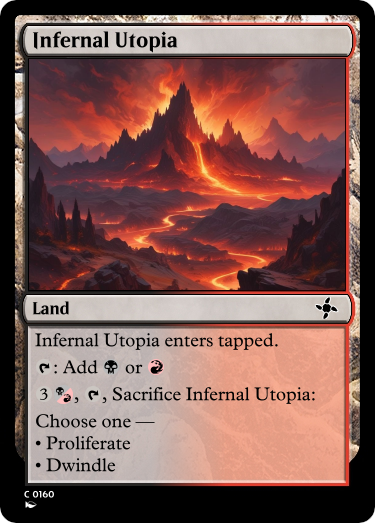 Infernal Utopia
Land
Infernal Utopia enters tapped.
: Add or
3 , , Sacrifice Infernal Utopia:
Choose one —
• Proliferate
• Dwindle
C 0160